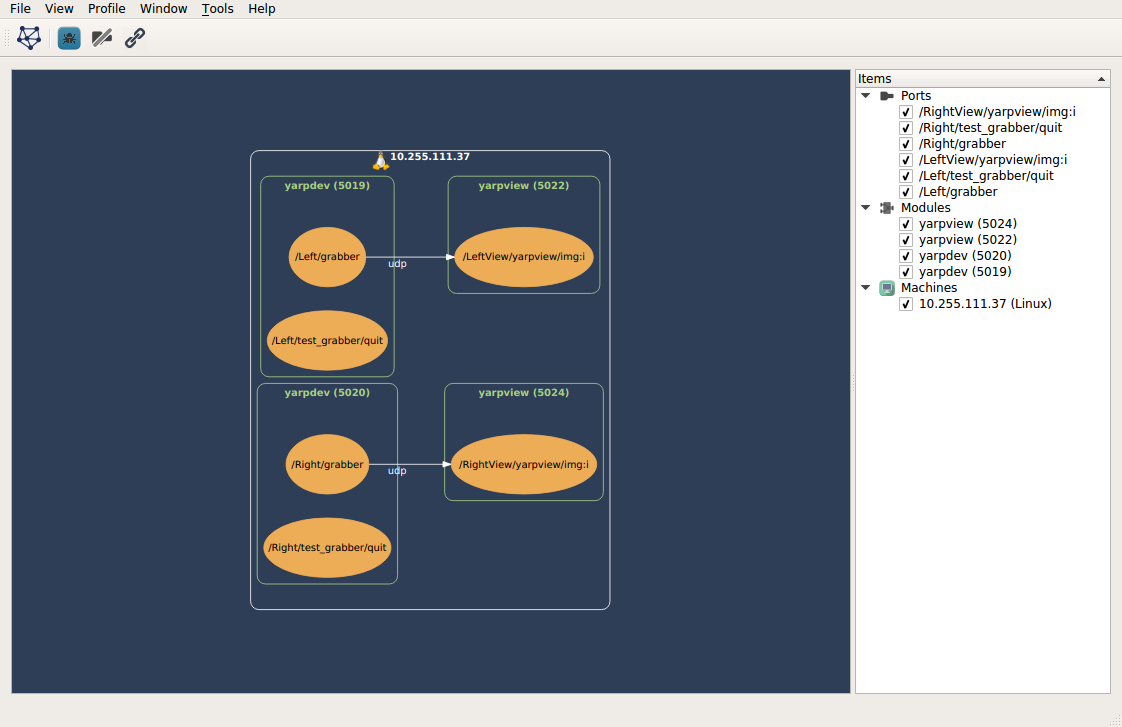 File View Profile Window Tools Help
10.255.111.37
yarpdev (5019)
yarpview (5022)
/Left/grabber
udp
/LeftView/yarpview/img:i
/Left/test_grabber/quit
yarpdev (5020)
yarpview (5024)
/Right/grabber
udp
/RightView/yarpview/img:i
/Right/test_grabber/quit
Items
Ports
/RightView/yarpview/img:i
/Right/test_grabber/quit
/Right/grabber
/LeftView/yarpview/img:i
/Left/test_grabber/quit
/Left/grabber
Modules
yarpview (5024)
yarpview (5022)
yarpdev (5020)
yarpdev (5019)
Machines
10.255.111.37 (Linux)